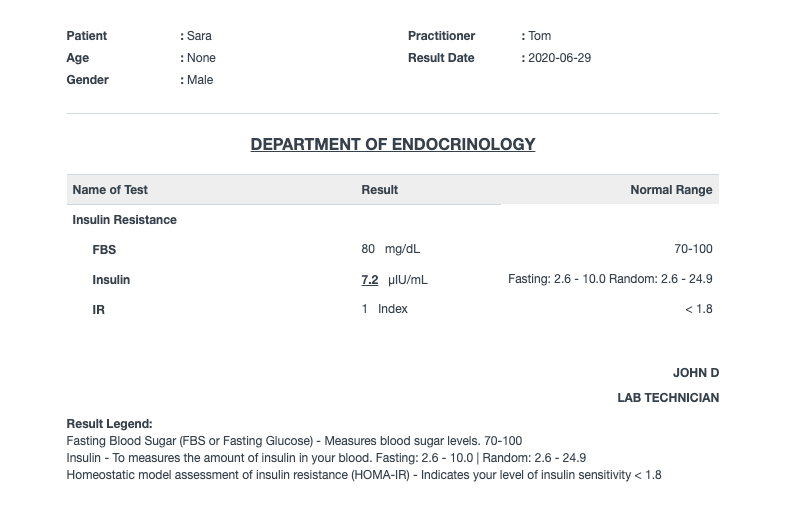 Patient : Sara Practitioner : Tom
Age : None Result Date : 2020-06-29
Gender : Male
DEPARTMENT OF ENDOCRINOLOGY
Name of Test Result Normal Range
Insulin Resistance
FBS 80 mg/dL 70-100
Insulin 7.2 µIU/mL Fasting: 2.6 - 10.0 Random: 2.6 - 24.9
IR 1 Index < 1.8
JOHN D
LAB TECHNICIAN
Result Legend:
Fasting Blood Sugar (FBS or Fasting Glucose) - Measures blood sugar levels. 70-100
Insulin - To measures the amount of insulin in your blood. Fasting: 2.6 - 10.0 | Random: 2.6 - 24.9
Homeostatic model assessment of insulin resistance (HOMA-IR) - Indicates your level of insulin sensitivity < 1.8